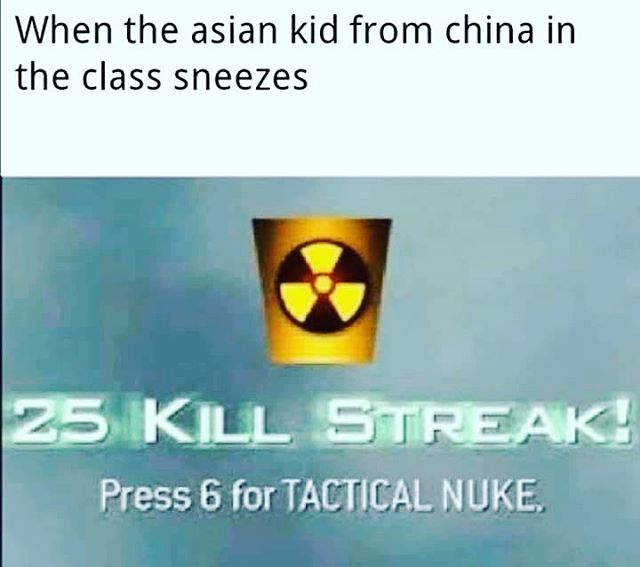 When the asian kid from china in
the class sneezes
25 KILL STREAK!
Press 6 for TACTICAL NUKE.